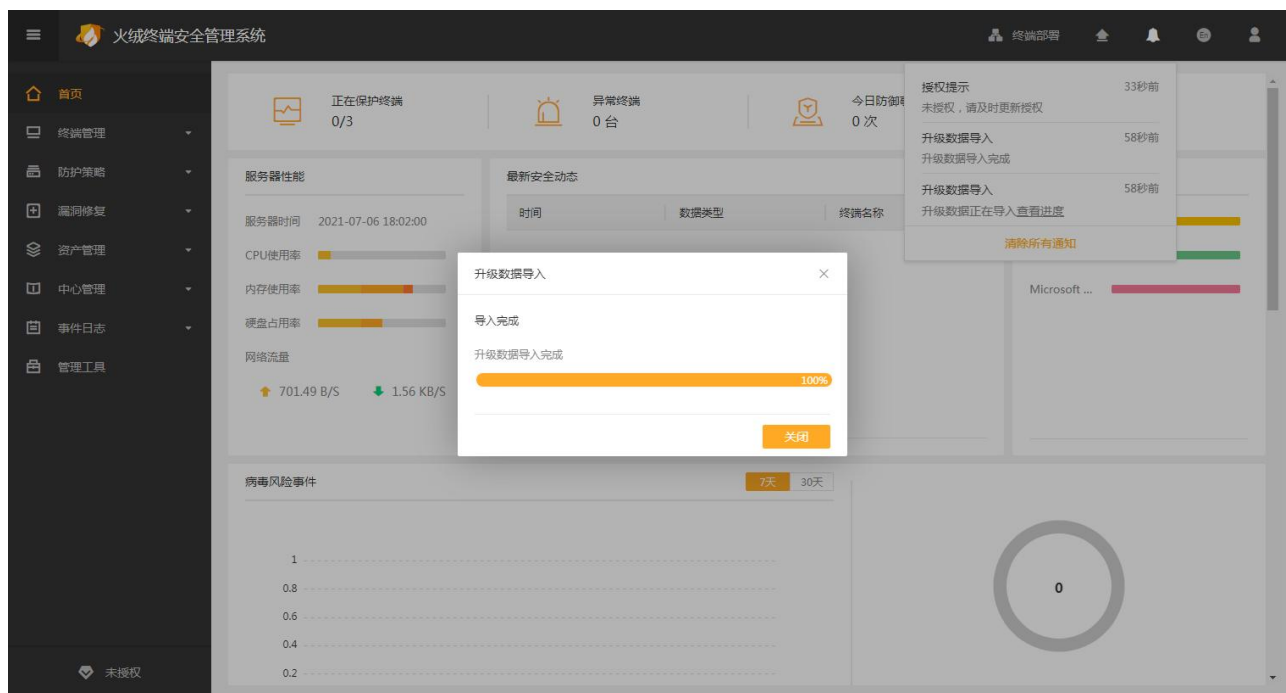 火绒终端安全管理系统
终端部署
首页
终端管理
防护策略
漏洞修复
资产管理
中心管理
事件日志
管理工具
未授权
正在保护终端
0/3
异常终端
0 台
今日防御
0 次
授权提示 33秒前
未授权，请及时更新授权
升级数据导入 58秒前
升级数据导入完成
升级数据导入 58秒前
升级数据正在导入查看进度
清除所有通知
服务器性能
服务器时间 2021-07-06 18:02:00
CPU使用率
内存使用率
硬盘占用率
网络流量
701.49 B/S 1.56 KB/S
最新安全动态
时间 数据类型 终端名称
Microsoft ...
升级数据导入
导入完成
升级数据导入完成
100%
关闭
病毒风险事件
7天 30天
1
0.8
0.6
0.4
0.2
0